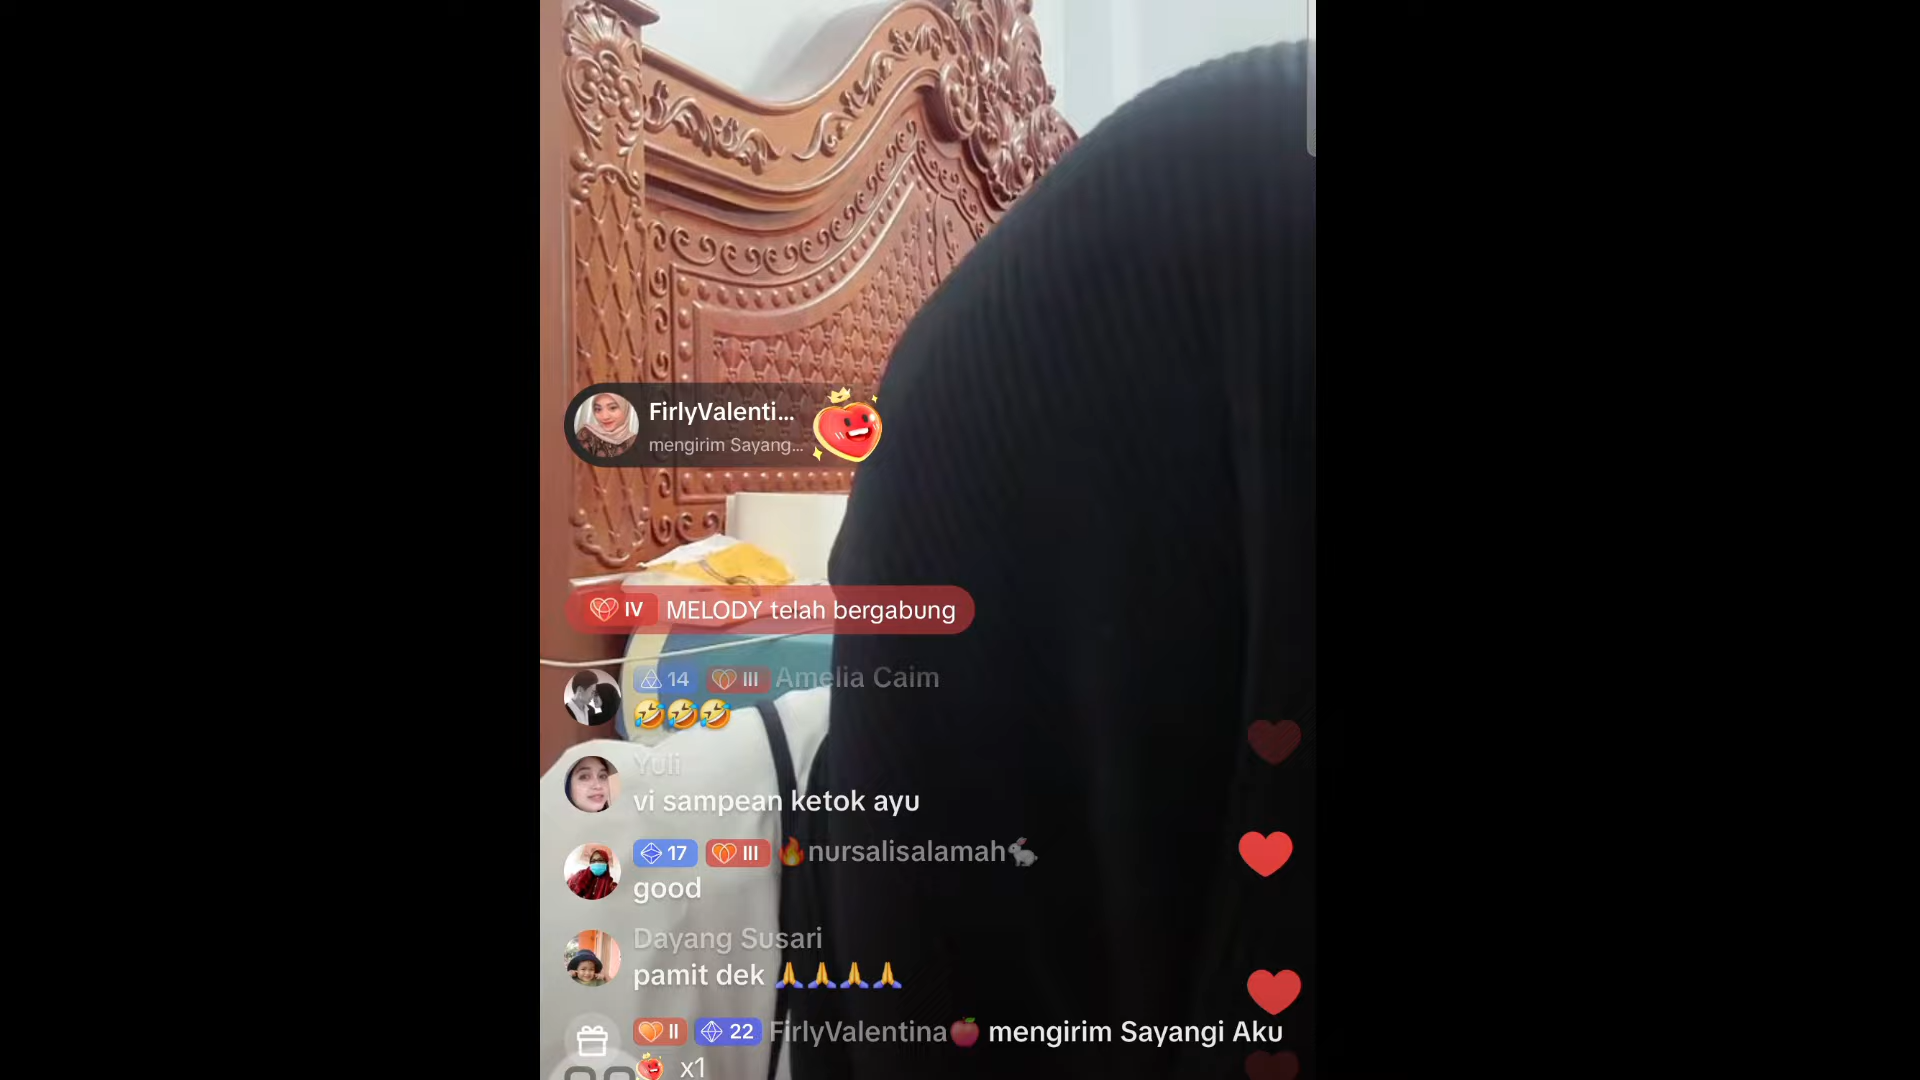 FirlyValenti...
mengirim Sayang...
IV MELODY telah bergabung
14 III Amelia Caim
🤣🤣🤣
Yuli
vi sampean ketok ayu
17 III 🔥nursalisalamah🐇
good
Dayang Susari
pamit dek 🙏🙏🙏🙏
II 22 FirlyValentina🍎 mengirim Sayangi Aku
x1